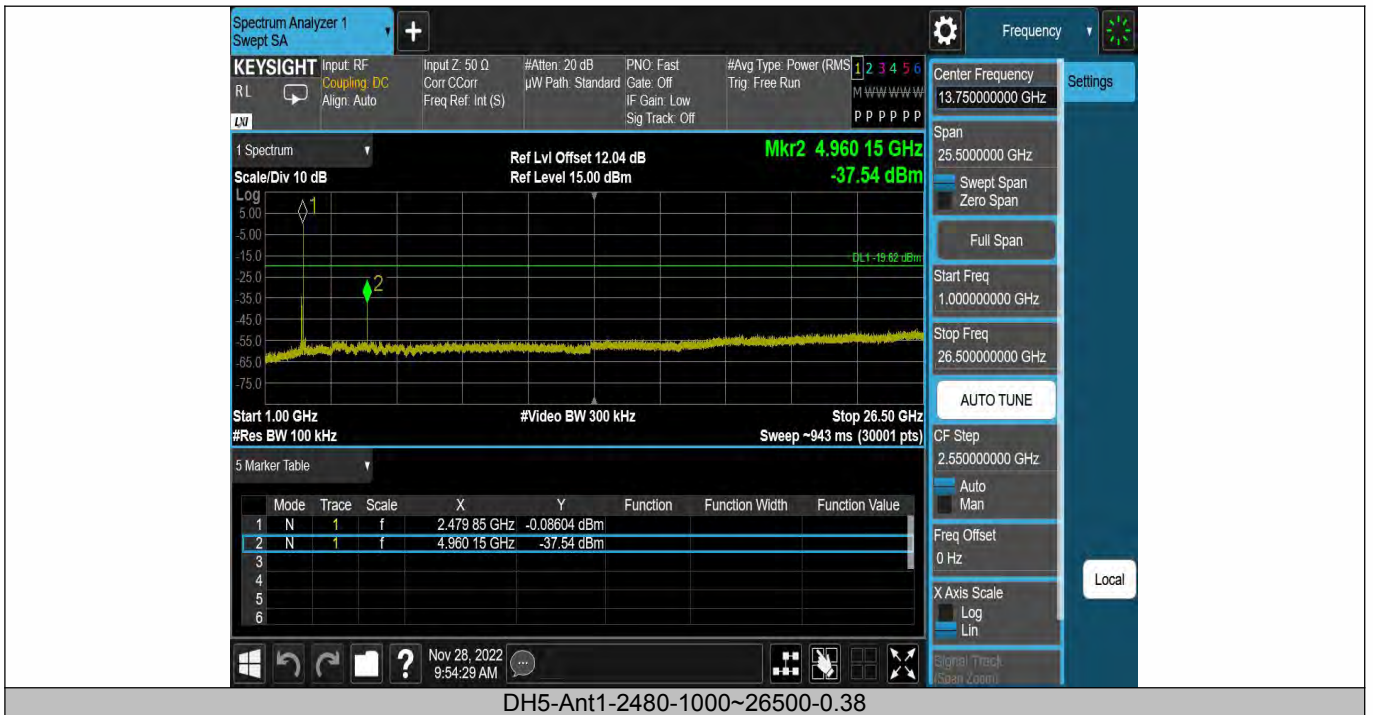 Spectrum Analyzer 1
Swept SA
Frequency
KEYSIGHT
RL
LXI
Input: RF
Coupling: DC
Align: Auto
Input Z: 50 Ω
Corr CCorr
Freq Ref: Int (S)
#Atten: 20 dB
µW Path: Standard
PNO: Fast
Gate: Off
IF Gain: Low
Sig Track: Off
#Avg Type: Power (RMS
Trig: Free Run
1 2 3 4 5 6
M W W W W W
P P P P P P
Center Frequency
13.750000000 GHz
Settings
Span
25.5000000 GHz
Swept Span
Zero Span
Full Span
Start Freq
1.000000000 GHz
Stop Freq
26.500000000 GHz
AUTO TUNE
CF Step
2.550000000 GHz
Auto
Man
Freq Offset
0 Hz
X Axis Scale
Log
Lin
Signal Track
(Span Zoom)
Local
1 Spectrum
Scale/Div 10 dB
Ref Lvl Offset 12.04 dB
Ref Level 15.00 dBm
Mkr2 4.960 15 GHz
-37.54 dBm
Log
5.00
-5.00
-15.0
-25.0
-35.0
-45.0
-55.0
-65.0
-75.0
1
2
DL1 -19.62 dBm
Start 1.00 GHz
#Video BW 300 kHz
Stop 26.50 GHz
#Res BW 100 kHz
Sweep ~943 ms (30001 pts)
5 Marker Table
Mode Trace Scale X Y Function Function Width Function Value
1 N 1 f 2.479 85 GHz -0.08604 dBm
2 N 1 f 4.960 15 GHz -37.54 dBm
3
4
5
6
Nov 28, 2022
9:54:29 AM
DH5-Ant1-2480-1000~26500-0.38